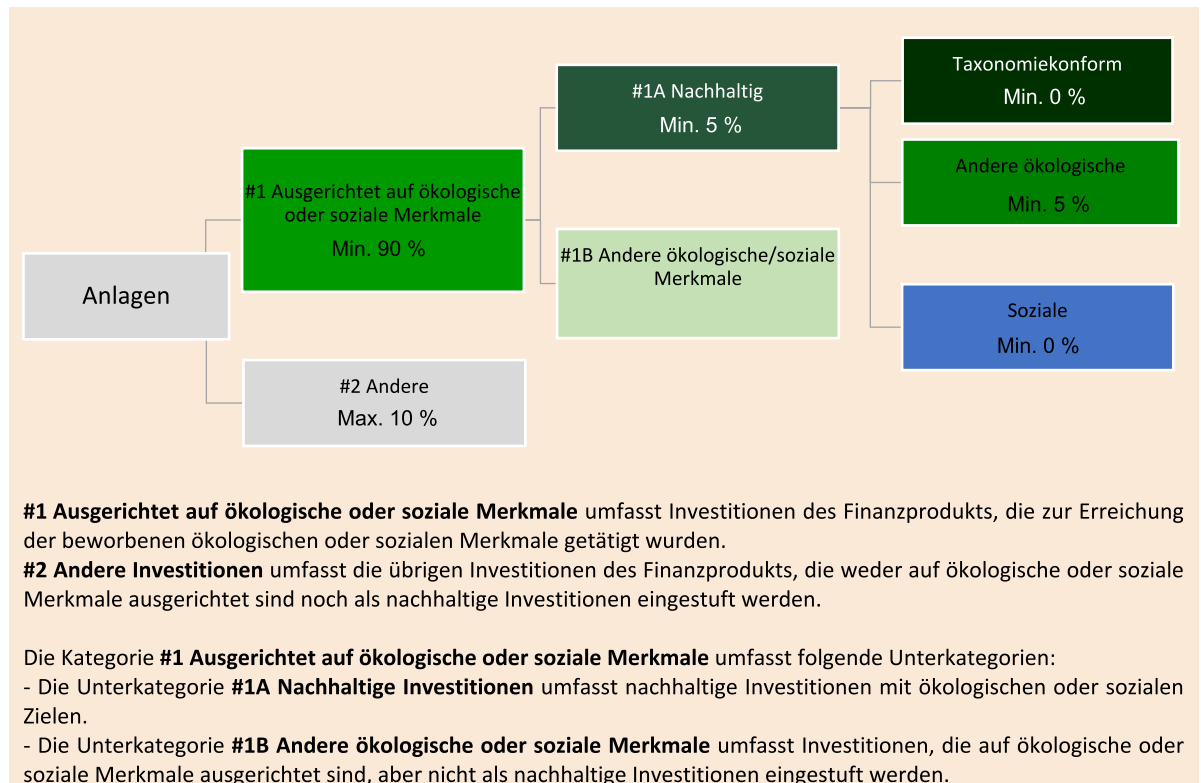 Taxonomiekonform
Min. 0 %
#1A Nachhaltig
Min. 5 %
Andere ökologische
Min. 5 %
#1 Ausgerichtet auf ökologische
oder soziale Merkmale
Min. 90 %
#1B Andere ökologische/soziale
Merkmale
Anlagen
Soziale
Min. 0 %
#2 Andere
Max. 10 %
#1 Ausgerichtet auf ökologische oder soziale Merkmale umfasst Investitionen des Finanzprodukts, die zur Erreichung
der beworbenen ökologischen oder sozialen Merkmale getätigt wurden.
#2 Andere Investitionen umfasst die übrigen Investitionen des Finanzprodukts, die weder auf ökologische oder soziale
Merkmale ausgerichtet sind noch als nachhaltige Investitionen eingestuft werden.
Die Kategorie #1 Ausgerichtet auf ökologische oder soziale Merkmale umfasst folgende Unterkategorien:
- Die Unterkategorie #1A Nachhaltige Investitionen umfasst nachhaltige Investitionen mit ökologischen oder sozialen
Zielen.
- Die Unterkategorie #1B Andere ökologische oder soziale Merkmale umfasst Investitionen, die auf ökologische oder
soziale Merkmale ausgerichtet sind, aber nicht als nachhaltige Investitionen eingestuft werden.